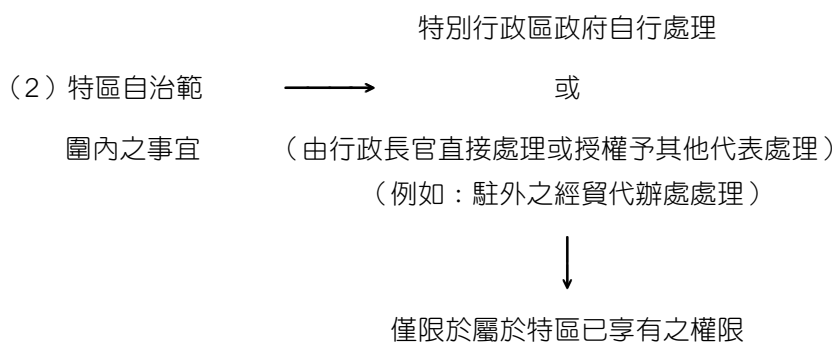 特別行政區政府自行處理
（2）特區自治範
或
圍內之事宜
（由行政長官直接處理或授權予其他代表處理）
（例如：駐外之經貿代辦處處理）
僅限於屬於特區已享有之權限